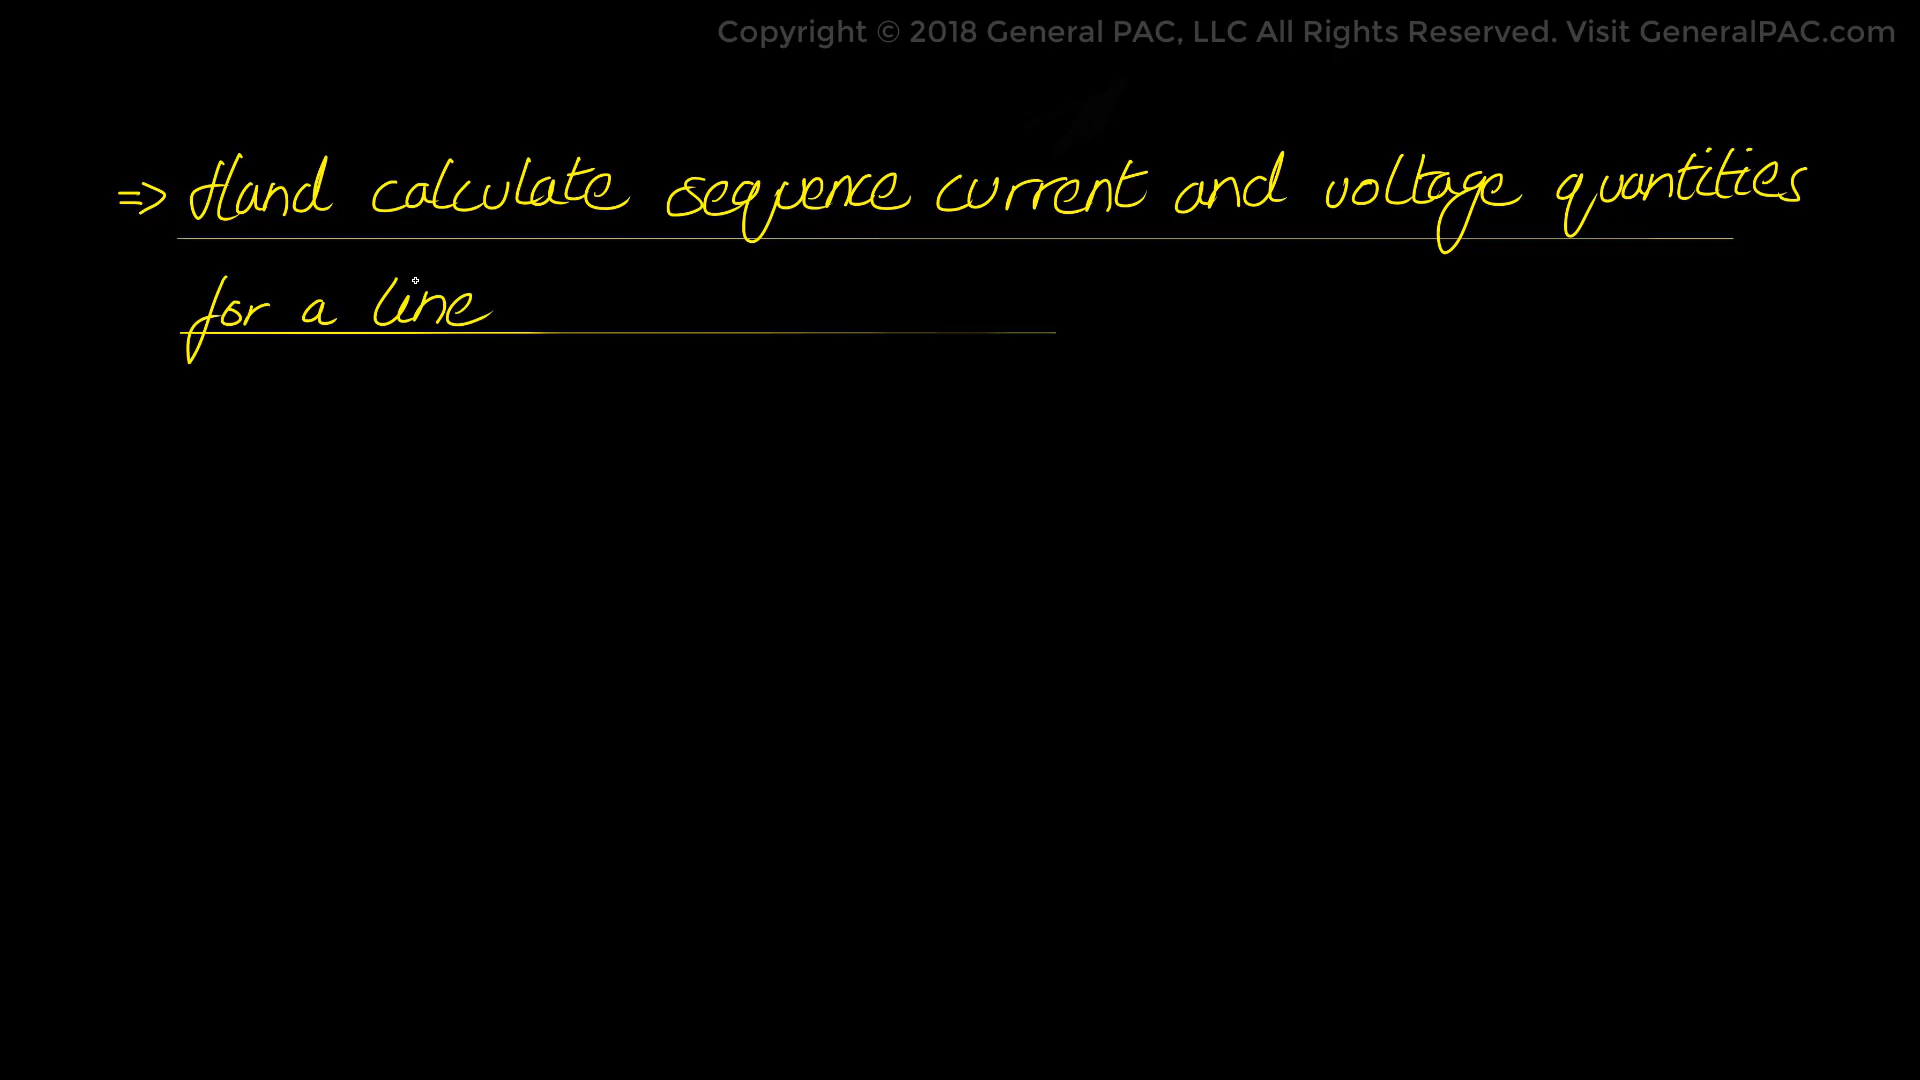 Copyright © 2018 General PAC, LLC All Rights Reserved. Visit GeneralPAC.com
⇒ Hand calculate sequence current and voltage quantities
for a line